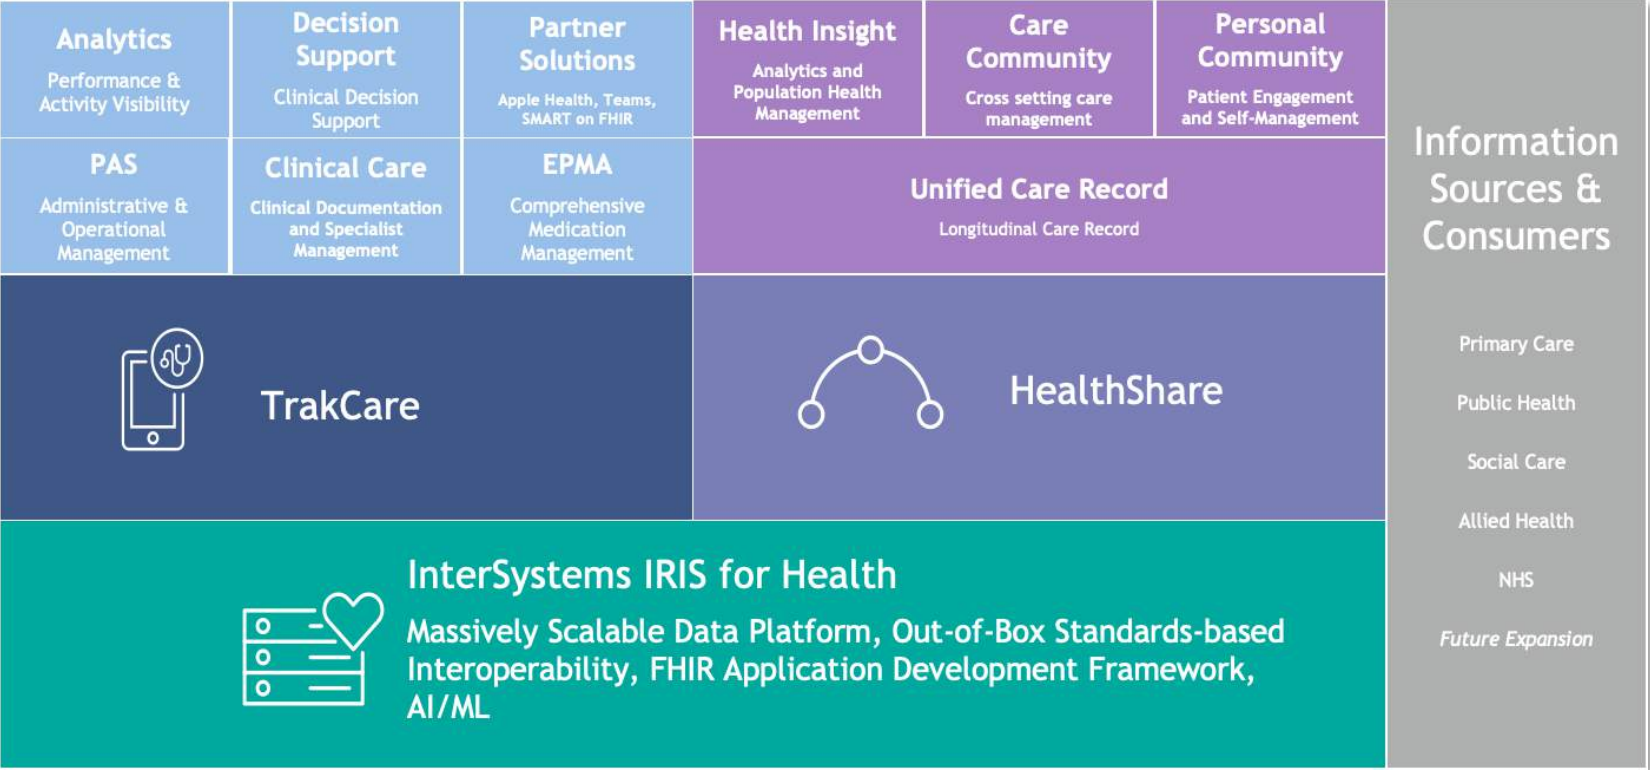 Analytics
Performance &
Activity Visibility
Decision
Support
Clinical Decision
Support
Partner
Solutions
Apple Health, Teams,
SMART on FHIR
Health Insight
Analytics and
Population Health
Management
Care
Community
Cross setting care
management
Personal
Community
Patient Engagement
and Self-Management
PAS
Administrative &
Operational
Management
Clinical Care
Clinical Documentation
and Specialist
Management
EPMA
Comprehensive
Medication
Management
Unified Care Record
Longitudinal Care Record
TrakCare
HealthShare
InterSystems IRIS for Health
Massively Scalable Data Platform, Out-of-Box Standards-based
Interoperability, FHIR Application Development Framework,
AI/ML
Information
Sources &
Consumers
Primary Care
Public Health
Social Care
Allied Health
NHS
Future Expansion